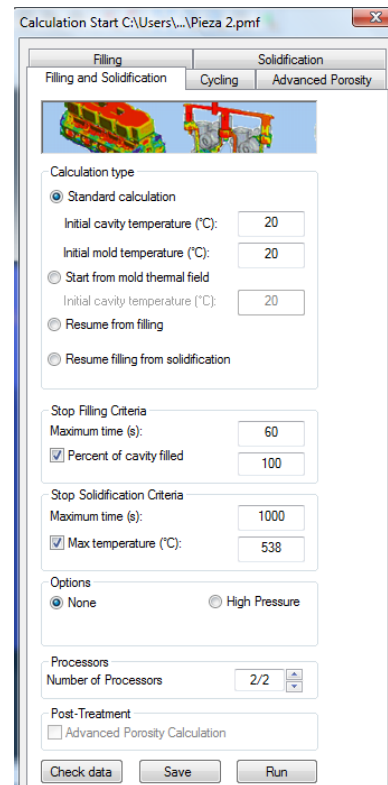 Calculation Start C:\Users\...\Pieza 2.pmf
Filling
Solidification
Filling and Solidification
Cycling
Advanced Porosity
Calculation type
Standard calculation
Initial cavity temperature (°C): 20
Initial mold temperature (°C): 20
Start from mold thermal field
Initial cavity temperature (°C): 20
Resume from filling
Resume filling from solidification
Stop Filling Criteria
Maximum time (s): 60
Percent of cavity filled 100
Stop Solidification Criteria
Maximum time (s): 1000
Max temperature (°C): 538
Options
None
High Pressure
Processors
Number of Processors 2/2
Post-Treatment
Advanced Porosity Calculation
Check data
Save
Run